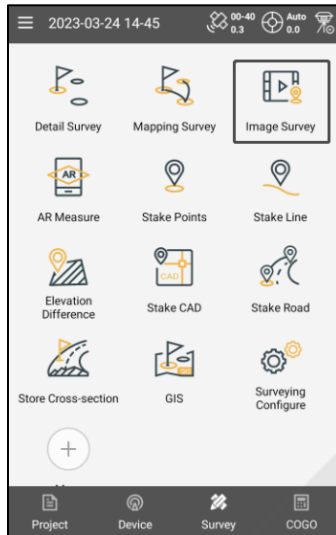 2023-03-24 14-45
00-40
0.3
Auto
0.0
Detail Survey
Mapping Survey
Image Survey
AR
AR Measure
Stake Points
Stake Line
CAD
Elevation
Difference
Stake CAD
Stake Road
GIS
Store Cross-section
GIS
Surveying
Configure
Project
Device
Survey
COGO